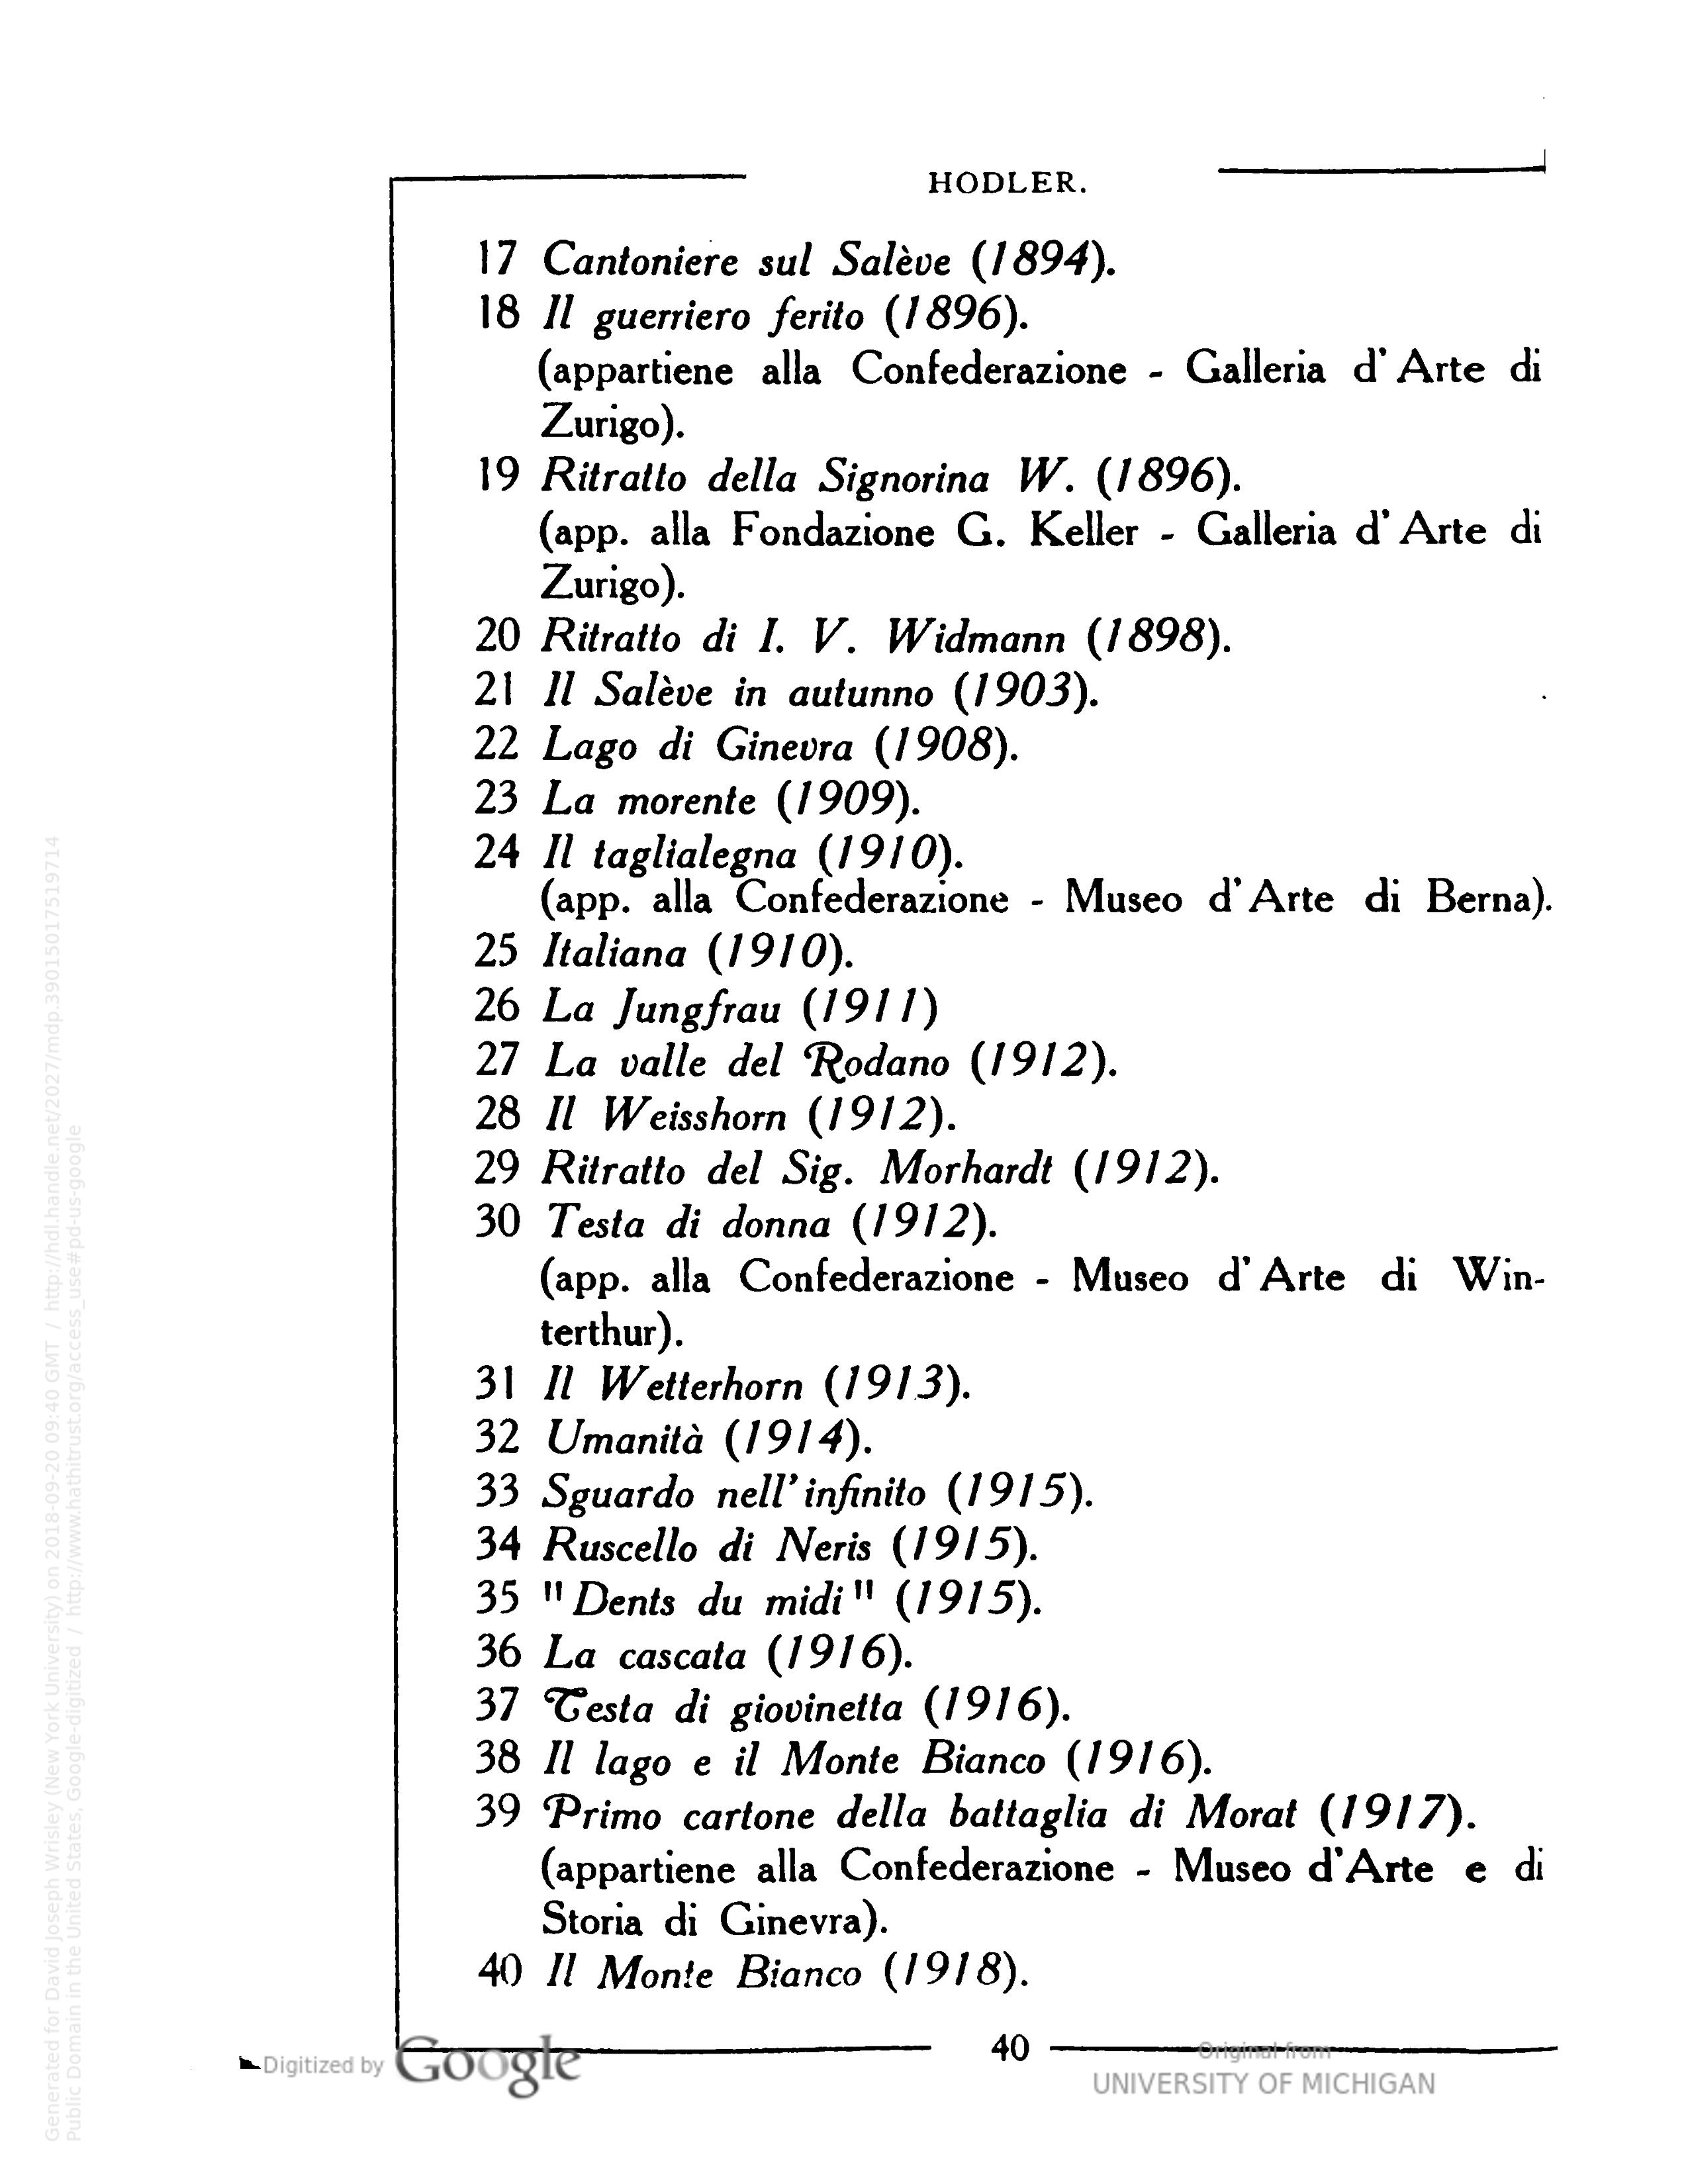 HODLER.
17 Cantoniere sul Salève (1894).
18 Il guerriero ferito (1896).
(appartiene alla Confederazione - Galleria d'Arte di
Zurigo).
19 Ritratto della Signorina W. (1896).
(app. alla Fondazione G. Keller - Galleria d'Arte di
Zurigo).
20 Ritratto di I. V. Widmann (1898).
21 Il Salève in autunno (1903).
22 Lago di Ginevra (1908).
23 La morente (1909).
24 Il taglialegna (1910).
(app. alla Confederazione - Museo d'Arte di Berna).
25 Italiana (1910).
26 La Jungfrau (1911)
27 La valle del Rodano (1912).
28 Il Weisshorn (1912).
29 Ritratto del Sig. Morhardt (1912).
30 Testa di donna (1912).
(app. alla Confederazione - Museo d'Arte di Win-
terthur).
31 Il Wetterhorn (1913).
32 Umanità (1914).
33 Sguardo nell'infinito (1915).
34 Ruscello di Neris (1915).
35 "Dents du midi" (1915).
36 La cascata (1916).
37 Testa di giovinetta (1916).
38 Il lago e il Monte Bianco (1916).
39 Primo cartone della battaglia di Morat (1917).
(appartiene alla Confederazione - Museo d'Arte e di
Storia di Ginevra).
40 Il Monte Bianco (1918).
40
Digitized by Google
Original from
UNIVERSITY OF MICHIGAN
Generated for David Joseph Wrisley (New York University) on 2018-09-20 09:40 GMT / http://hdl.handle.net/2027/mdp.39015017519714
Public Domain in the United States, Google-digitized / http://www.hathitrust.org/access_use#pd-us-google